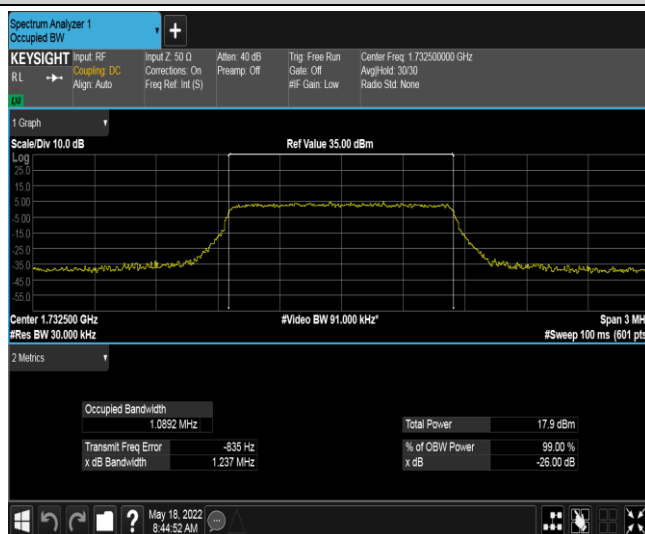 Spectrum Analyzer 1
Occupied BW
+
KEYSIGHT
RL
Input: RF
Coupling: DC
Align: Auto
Input Z: 50 Ω
Corrections: On
Freq Ref: Int (S)
Atten: 40 dB
Preamp: Off
Trig: Free Run
Gate: Off
#IF Gain: Low
Center Freq: 1.732500000 GHz
Avg|Hold: 30/30
Radio Std: None
1 Graph
Scale/Div 10.0 dB
Ref Value 35.00 dBm
Log
25.0
15.0
5.00
-5.00
-15.0
-25.0
-35.0
-45.0
-55.0
Center 1.732500 GHz
#Video BW 91.000 kHz*
Span 3 MH
#Res BW 30.000 kHz
#Sweep 100 ms (601 pts
2 Metrics
Occupied Bandwidth
1.0892 MHz
Total Power 17.9 dBm
Transmit Freq Error -835 Hz
% of OBW Power 99.00 %
x dB Bandwidth 1.237 MHz
x dB -26.00 dB
?
May 18, 2022
8:44:52 AM